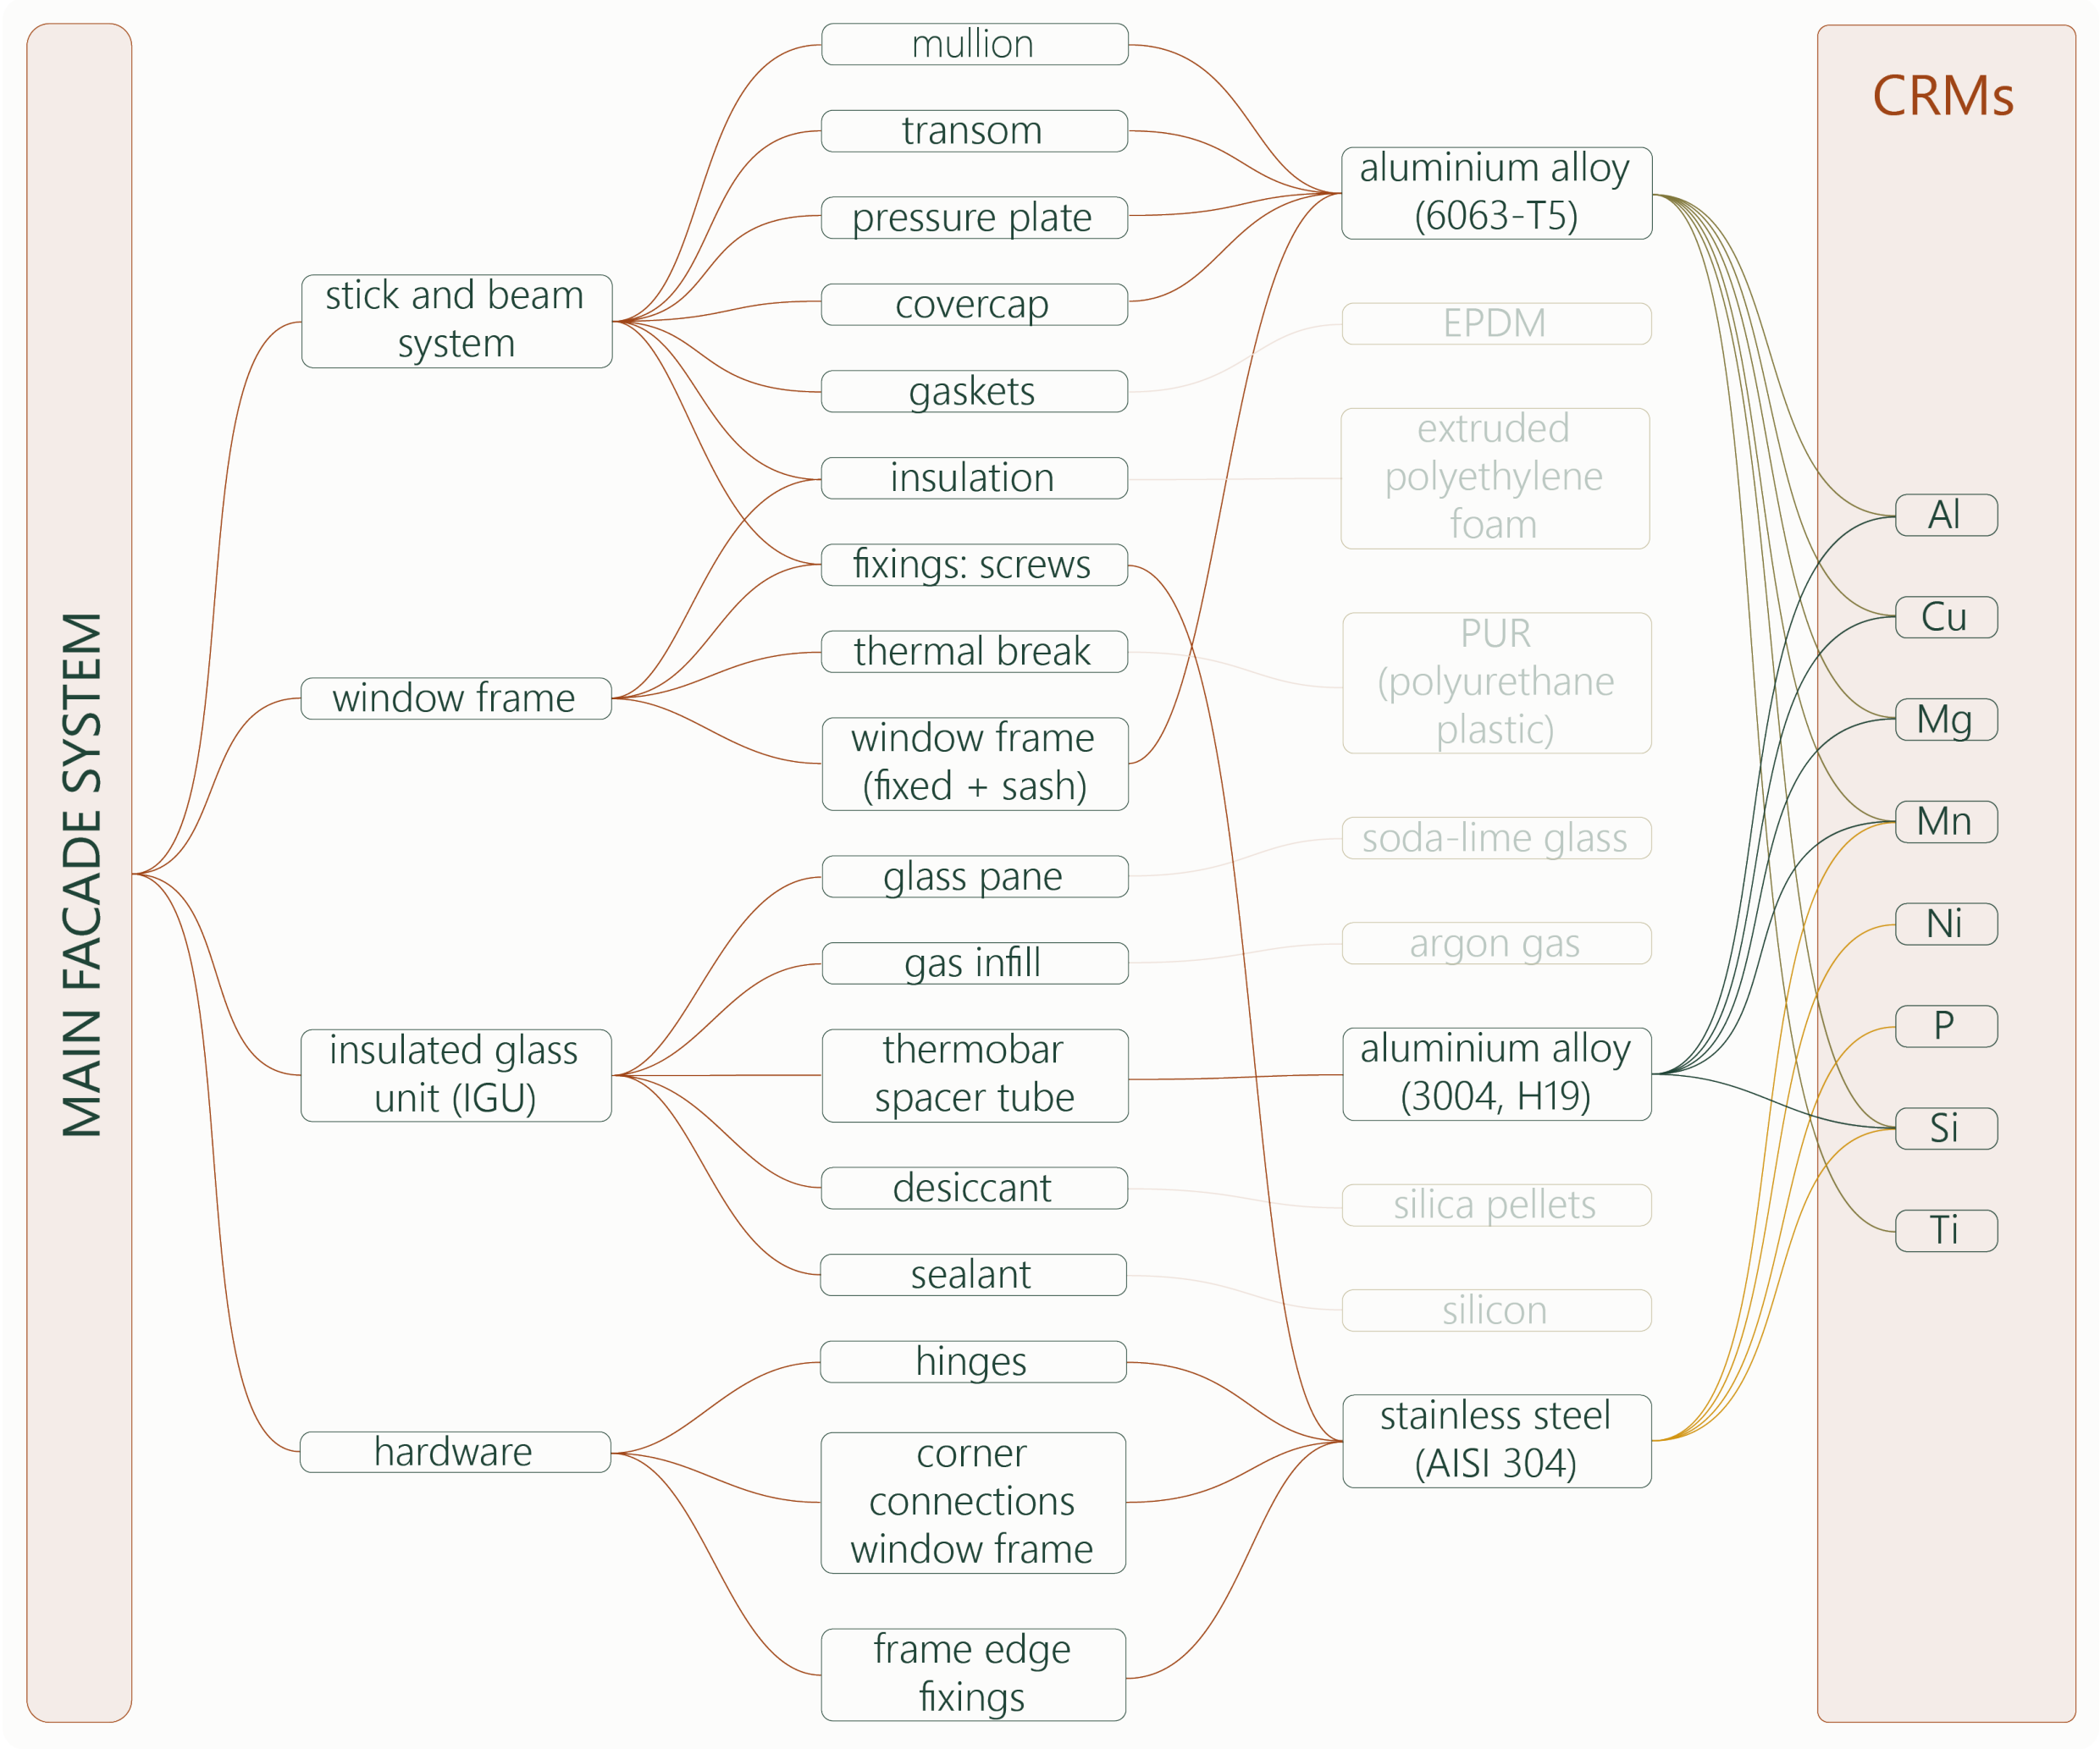 MAIN FACADE SYSTEM
stick and beam
system
window frame
insulated glass
unit (IGU)
hardware
mullion
transom
pressure plate
covercap
gaskets
insulation
fixings: screws
thermal break
window frame
(fixed + sash)
glass pane
gas infill
thermobar
spacer tube
desiccant
sealant
hinges
corner
connections
window frame
frame edge
fixings
aluminium alloy
(6063-T5)
EPDM
extruded
polyethylene
foam
PUR
(polyurethane
plastic)
soda-lime glass
argon gas
aluminium alloy
(3004, H19)
silica pellets
silicon
stainless steel
(AISI 304)
CRMs
Al
Cu
Mg
Mn
Ni
P
Si
Ti